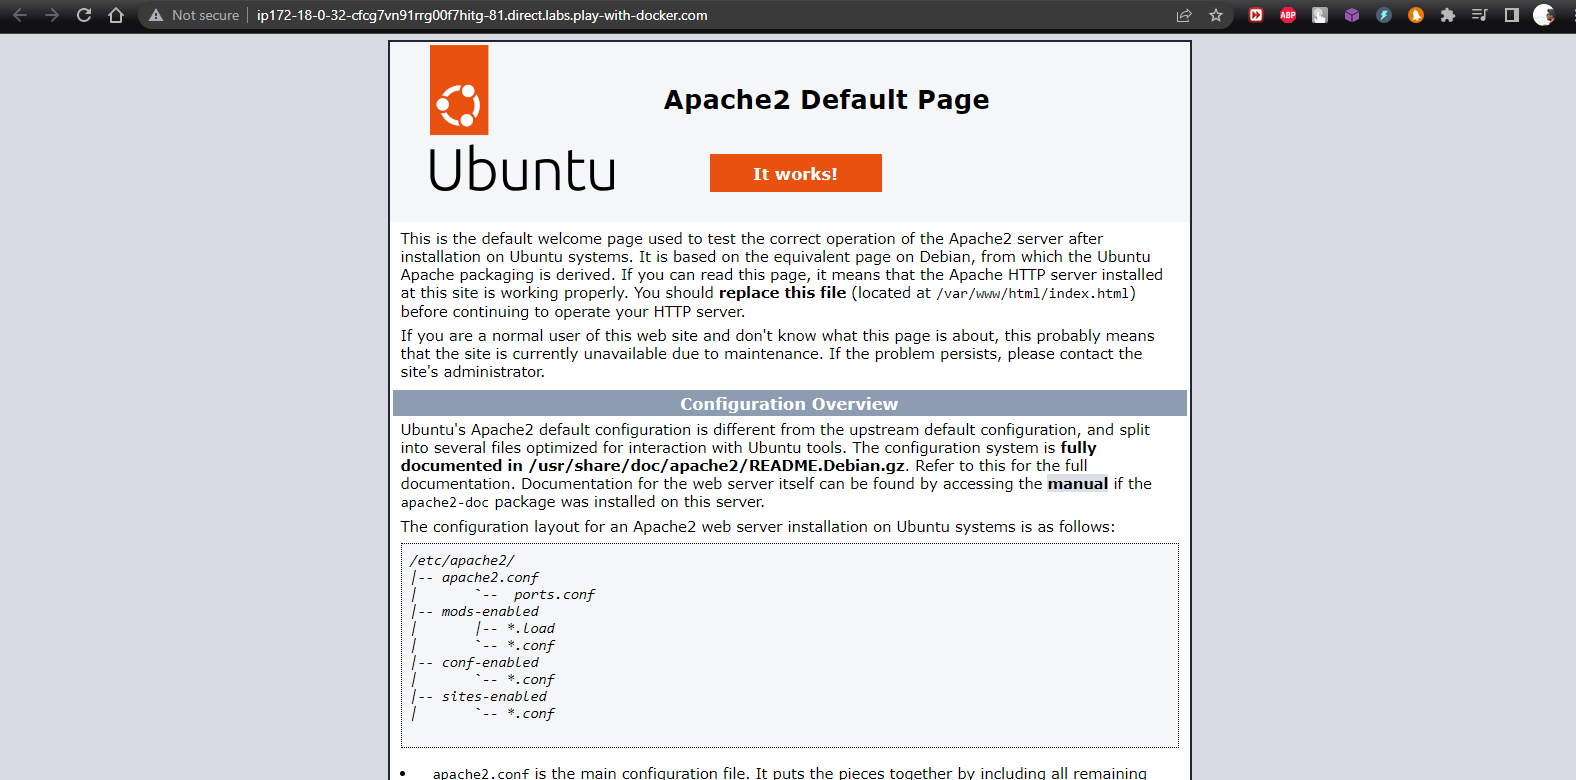 Not secure | ip172-18-0-32-cfcg7vn91rrg00f7hitg-81.direct.labs.play-with-docker.com
ABP
Ubuntu
Apache2 Default Page
It works!
This is the default welcome page used to test the correct operation of the Apache2 server after
installation on Ubuntu systems. It is based on the equivalent page on Debian, from which the Ubuntu
Apache packaging is derived. If you can read this page, it means that the Apache HTTP server installed
at this site is working properly. You should replace this file (located at /var/www/html/index.html)
before continuing to operate your HTTP server.
If you are a normal user of this web site and don't know what this page is about, this probably means
that the site is currently unavailable due to maintenance. If the problem persists, please contact the
site's administrator.
Configuration Overview
Ubuntu's Apache2 default configuration is different from the upstream default configuration, and split
into several files optimized for interaction with Ubuntu tools. The configuration system is fully
documented in /usr/share/doc/apache2/README.Debian.gz. Refer to this for the full
documentation. Documentation for the web server itself can be found by accessing the manual if the
apache2-doc package was installed on this server.
The configuration layout for an Apache2 web server installation on Ubuntu systems is as follows:
/etc/apache2/
|-- apache2.conf
|       `--  ports.conf
|-- mods-enabled
|       |-- *.load
|       `-- *.conf
|-- conf-enabled
|       `-- *.conf
|-- sites-enabled
|       `-- *.conf
• apache2.conf is the main configuration file. It puts the pieces together by including all remaining